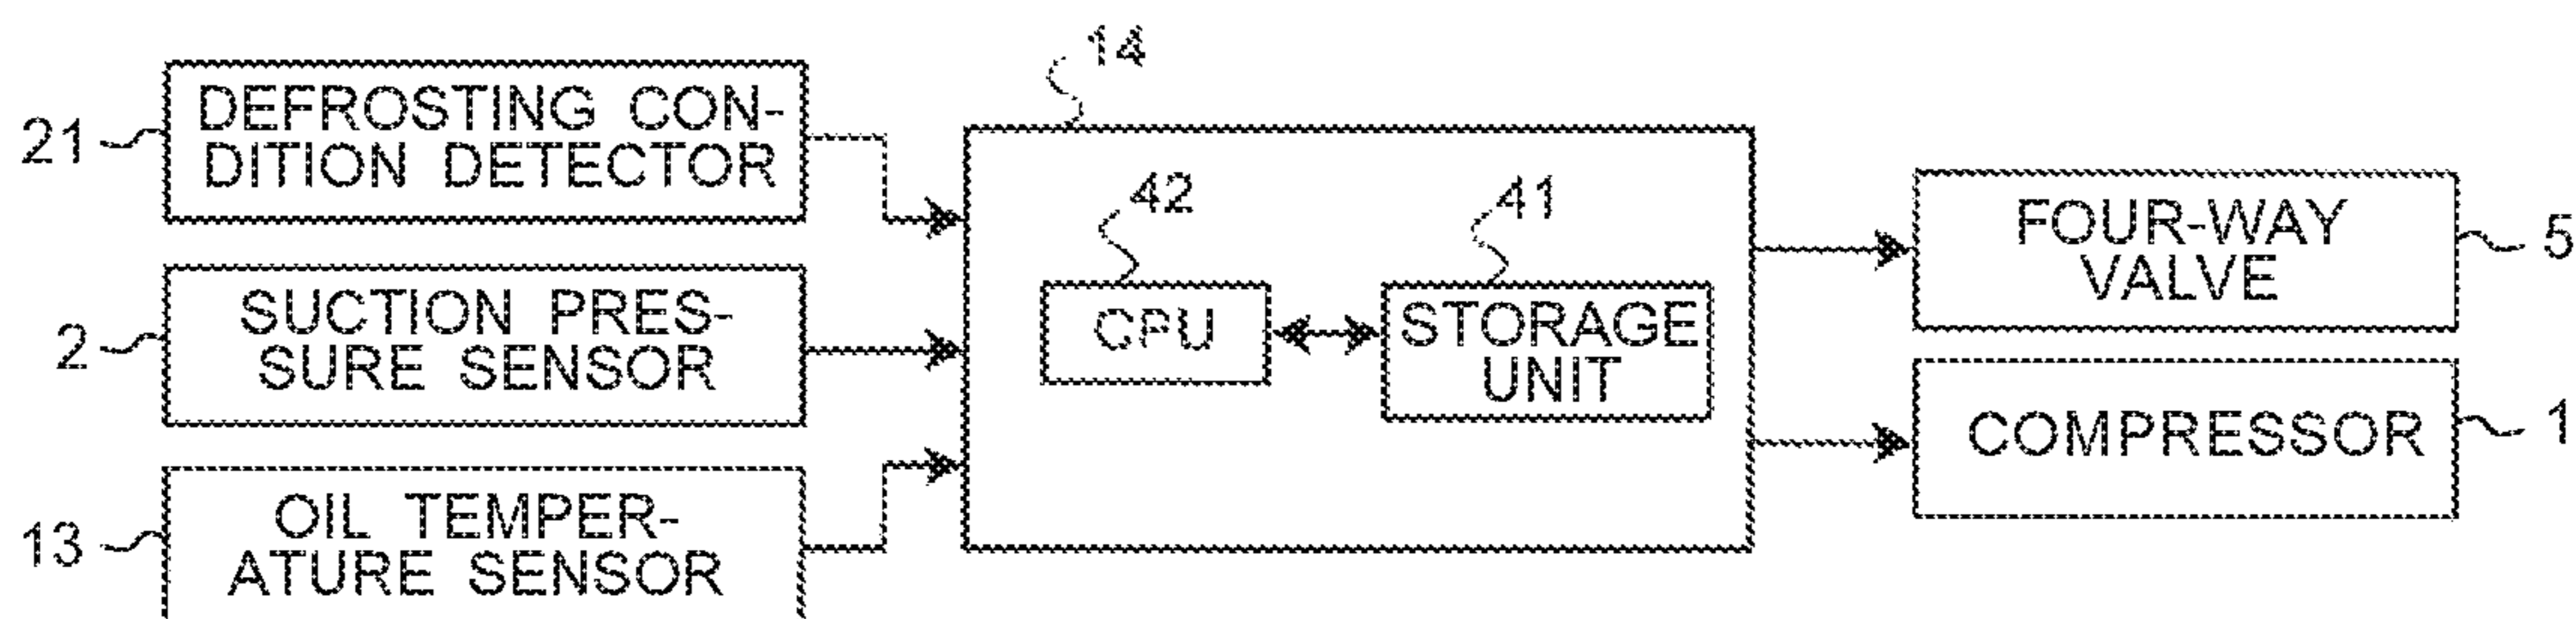 14
21
DEFROSTING CON-
DITION DETECTOR
42
41
FOUR-WAY
VALVE
5
2
SUCTION PRES-
SURE SENSOR
CPU
STORAGE
UNIT
COMPRESSOR
1
13
OIL TEMPER-
ATURE SENSOR